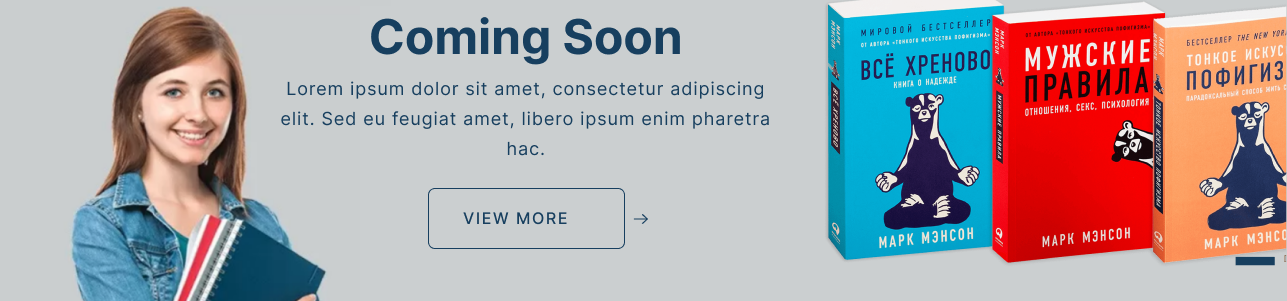 Coming Soon
Lorem ipsum dolor sit amet, consectetur adipiscing
elit. Sed eu feugiat amet, libero ipsum enim pharetra
hac.
VIEW MORE
МАРК МЭНСОН
ВСЁ ХРЕНОВО
МИРОВОЙ БЕСТСЕЛЛЕР
ОТ АВТОРА «ТОНКОГО ИСКУССТВА ПОФИГИЗМА»
ВСЁ ХРЕНОВО
КНИГА О НАДЕЖДЕ
МАРК МЭНСОН
МАРК МЭНСОН
МУЖСКИЕ ПРАВИЛА
ОТ АВТОРА «ТОНКОГО ИСКУССТВА ПОФИГИЗМА»
МУЖСКИЕ
ПРАВИЛА
ОТНОШЕНИЯ, СЕКС, ПСИХОЛОГИЯ
МАРК МЭНСОН
ТОНКОЕ ИСКУССТВО ПОФИГИЗМА
БЕСТСЕЛЛЕР THE NEW
ТОНКОЕ
ПАРАДОКСАЛЬНЫЙ СПОСОБ ЖИТЬ
МАРК